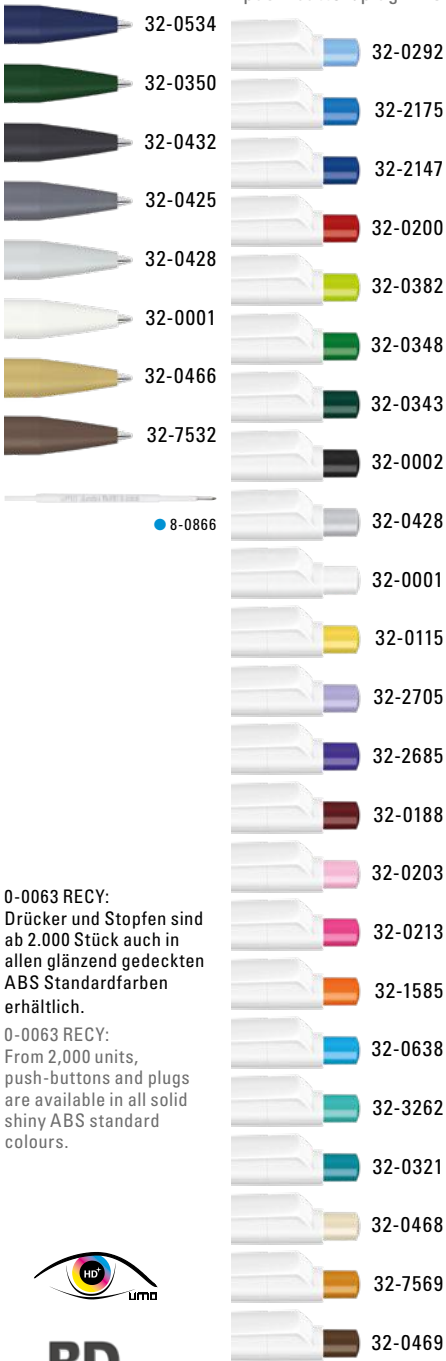 32-0534
32-0350
32-0432
32-0425
32-0428
32-0001
32-0466
32-7532
8-0866
0-0063 RECY:
Drücker und Stopfen sind
ab 2.000 Stück auch in
allen glänzend gedeckten
ABS Standardfarben
erhältlich.
0-0063 RECY:
From 2,000 units,
push-buttons and plugs
are available in all solid
shiny ABS standard
colours.
HD+
uma
32-0292
32-2175
32-2147
32-0200
32-0382
32-0348
32-0343
32-0002
32-0428
32-0001
32-0115
32-2705
32-2685
32-0188
32-0203
32-0213
32-1585
32-0638
32-3262
32-0321
32-0468
32-7569
32-0469